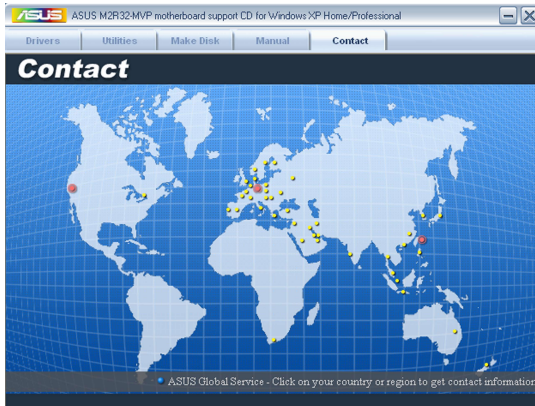 ASUS ASUS M2R32-MVP motherboard support CD for Windows XP Home/Professional
Drivers Utilities Make Disk Manual Contact
Contact
ASUS Global Service - Click on your country or region to get contact information